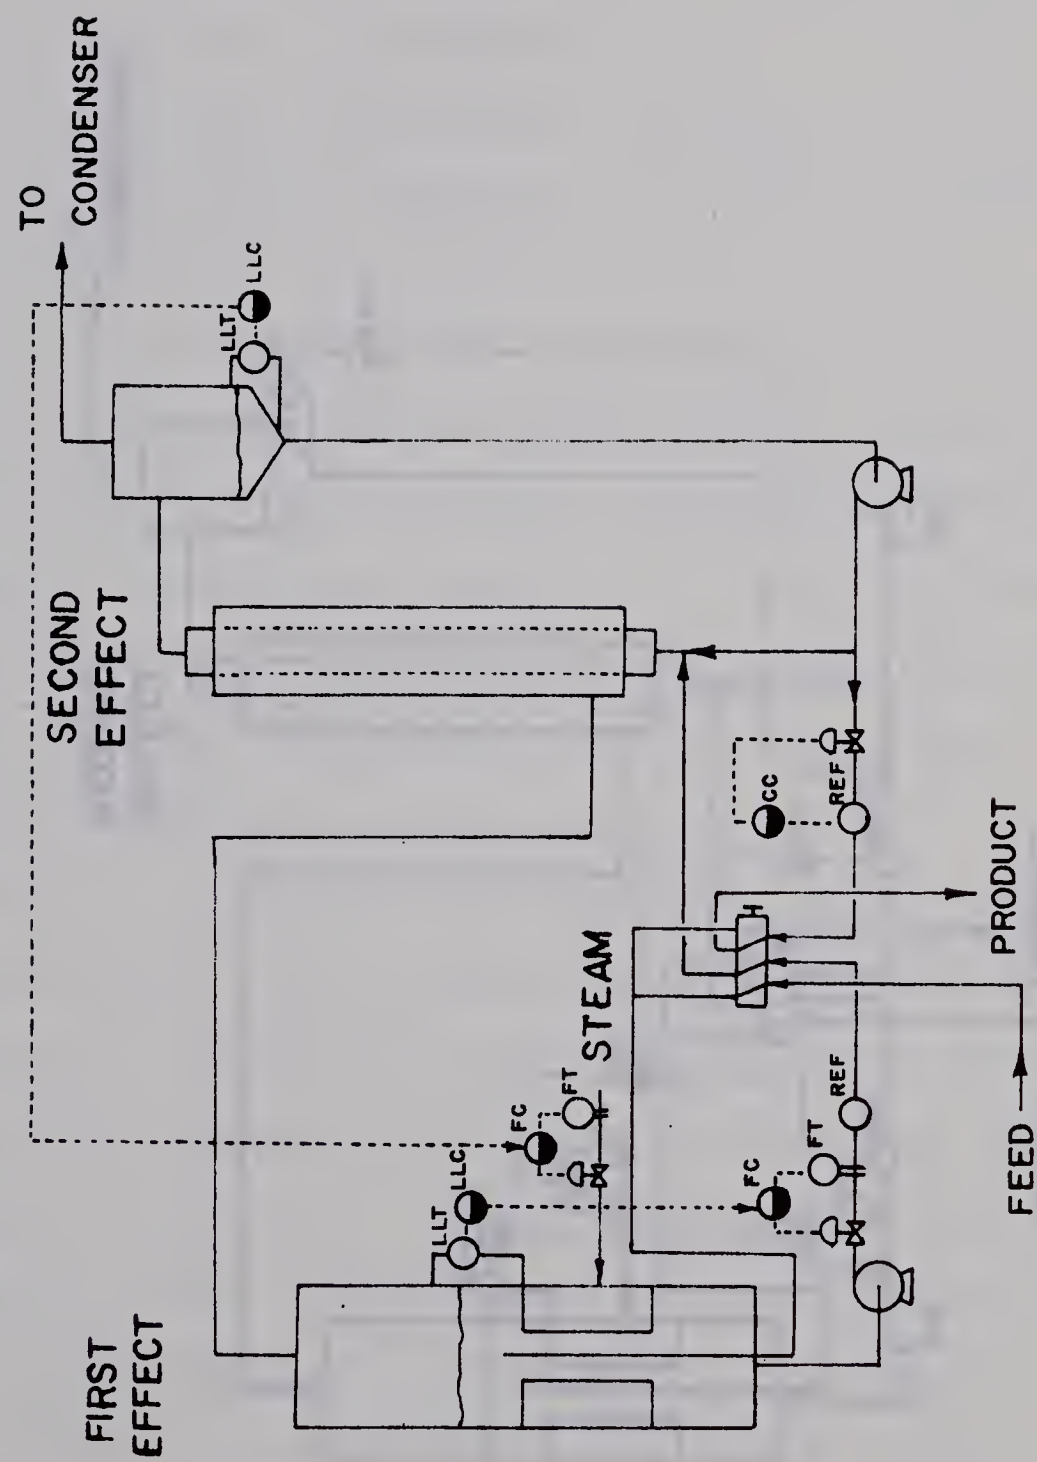 FIRST
EFFECT
SECOND
EFFECT
TO
CONDENSER
LLT
LLC
LLT
LLC
FC
FT
STEAM
FC
FT
REF
CC
REF
FEED
PRODUCT